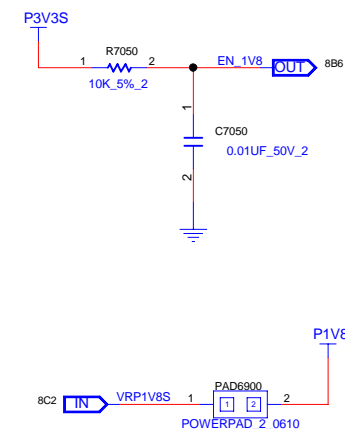 P3V3S
R7050
1 2 EN_1V8 OUT 8B6
10K_5%_2
1
C7050
0.01UF_50V_2
2
P1V8
PAD6900
8C2 IN VRP1V8S 1 1 2 2
POWERPAD_2_0610